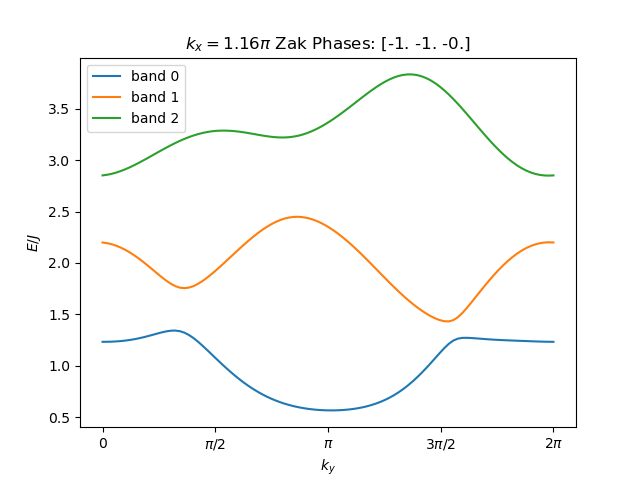 kₓ = 1.16π Zak Phases: [-1. -1. -0.]
band 0
band 1
band 2
E/J
3.5
3.0
2.5
2.0
1.5
1.0
0.5
0 π/2 π 3π/2 2π
k_y